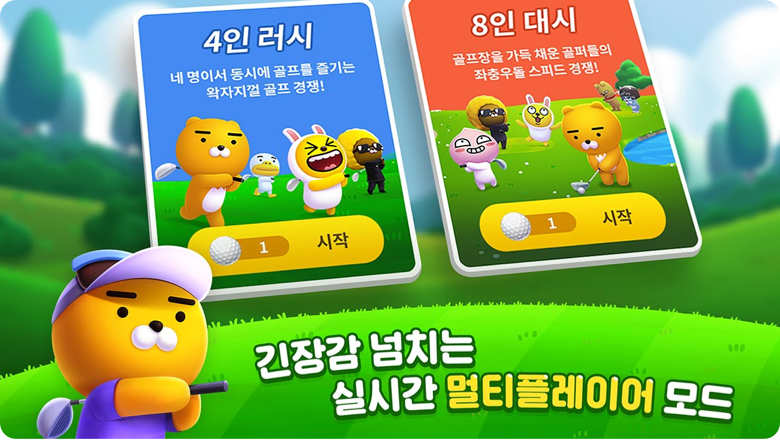 4인 러시
네 명이서 동시에 골프를 즐기는
왁자지껄 골프 경쟁!
1 시작
8인 대시
골프장을 가득 채운 골퍼들의
좌충우돌 스피드 경쟁!
1 시작
긴장감 넘치는
실시간 멀티플레이어 모드